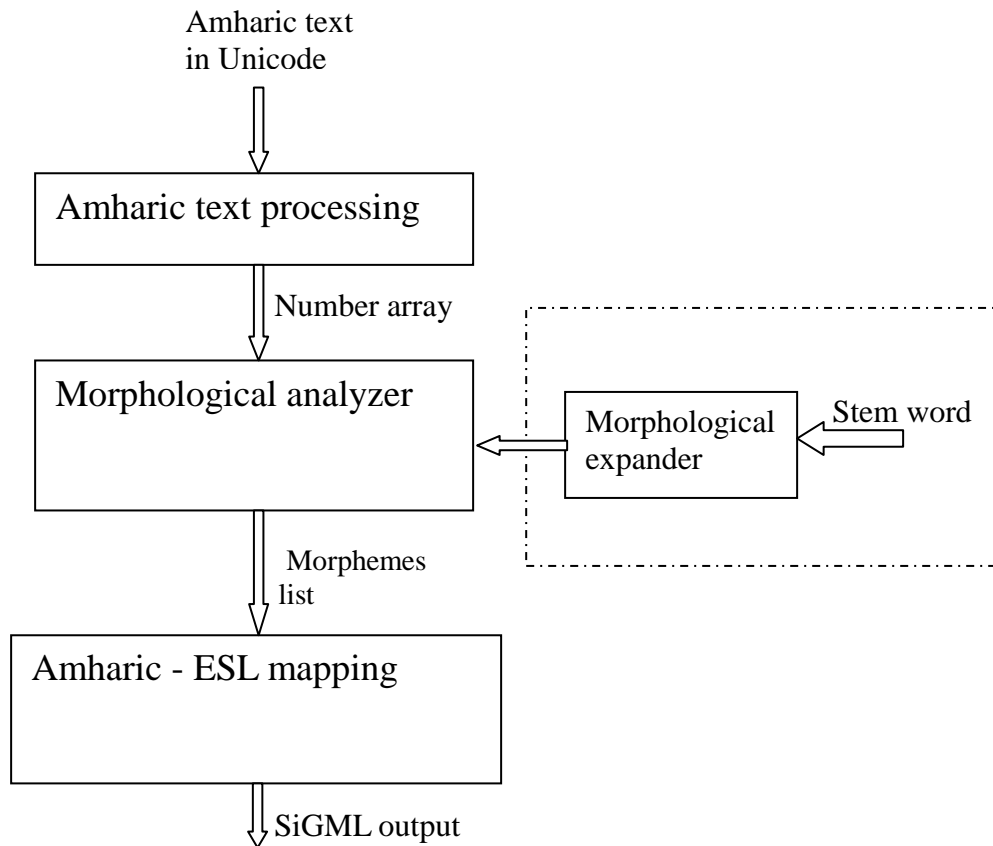 Amharic text
in Unicode
Amharic text processing
Number array
Morphological analyzer
Stem word
Morphological
expander
Morphemes
list
Amharic - ESL mapping
SiGML output